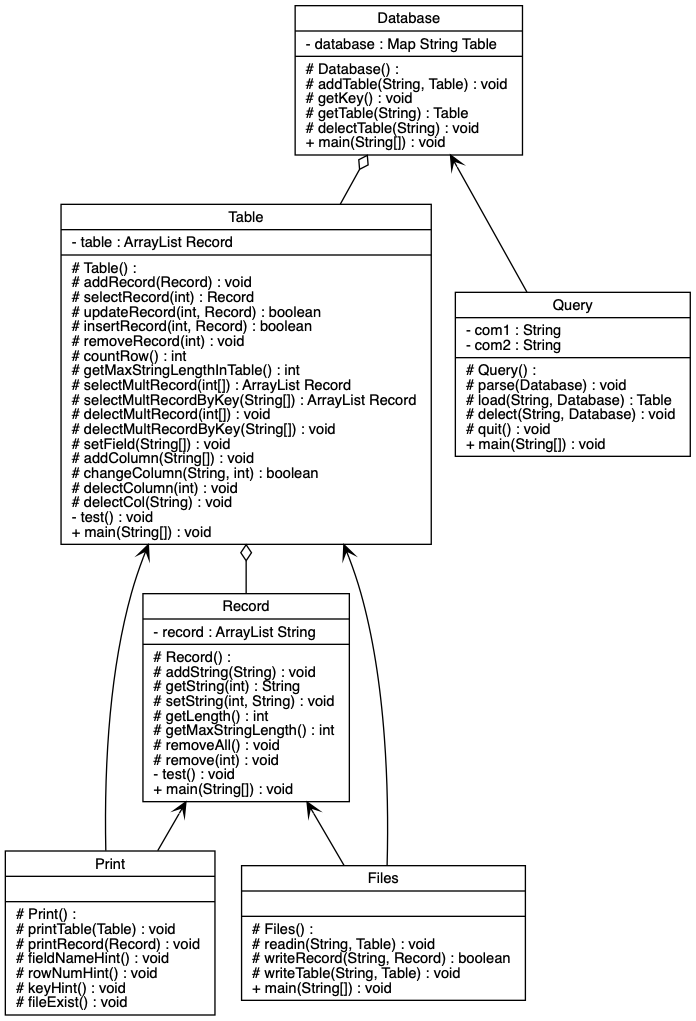 Database
- database : Map String Table
# Database() :
# addTable(String, Table) : void
# getKey() : void
# getTable(String) : Table
# delectTable(String) : void
+ main(String[]) : void
Table
- table : ArrayList Record
# Table() :
# addRecord(Record) : void
# selectRecord(int) : Record
# updateRecord(int, Record) : boolean
# insertRecord(int, Record) : boolean
# removeRecord(int) : void
# countRow() : int
# getMaxStringLengthInTable() : int
# selectMultRecord(int[]) : ArrayList Record
# selectMultRecordByKey(String[]) : ArrayList Record
# delectMultRecord(int[]) : void
# delectMultRecordByKey(String[]) : void
# setField(String[]) : void
# addColumn(String[]) : void
# changeColumn(String, int) : boolean
# delectColumn(int) : void
# delectCol(String) : void
- test() : void
+ main(String[]) : void
Query
- com1 : String
- com2 : String
# Query() :
# parse(Database) : void
# load(String, Database) : Table
# delect(String, Database) : void
# quit() : void
+ main(String[]) : void
Record
- record : ArrayList String
# Record() :
# addString(String) : void
# getString(int) : String
# setString(int, String) : void
# getLength() : int
# getMaxStringLength() : int
# removeAll() : void
# remove(int) : void
- test() : void
+ main(String[]) : void
Print
# Print() :
# printTable(Table) : void
# printRecord(Record) : void
# fieldNameHint() : void
# rowNumHint() : void
# keyHint() : void
# fileExist() : void
Files
# Files() :
# readin(String, Table) : void
# writeRecord(String, Record) : boolean
# writeTable(String, Table) : void
+ main(String[]) : void